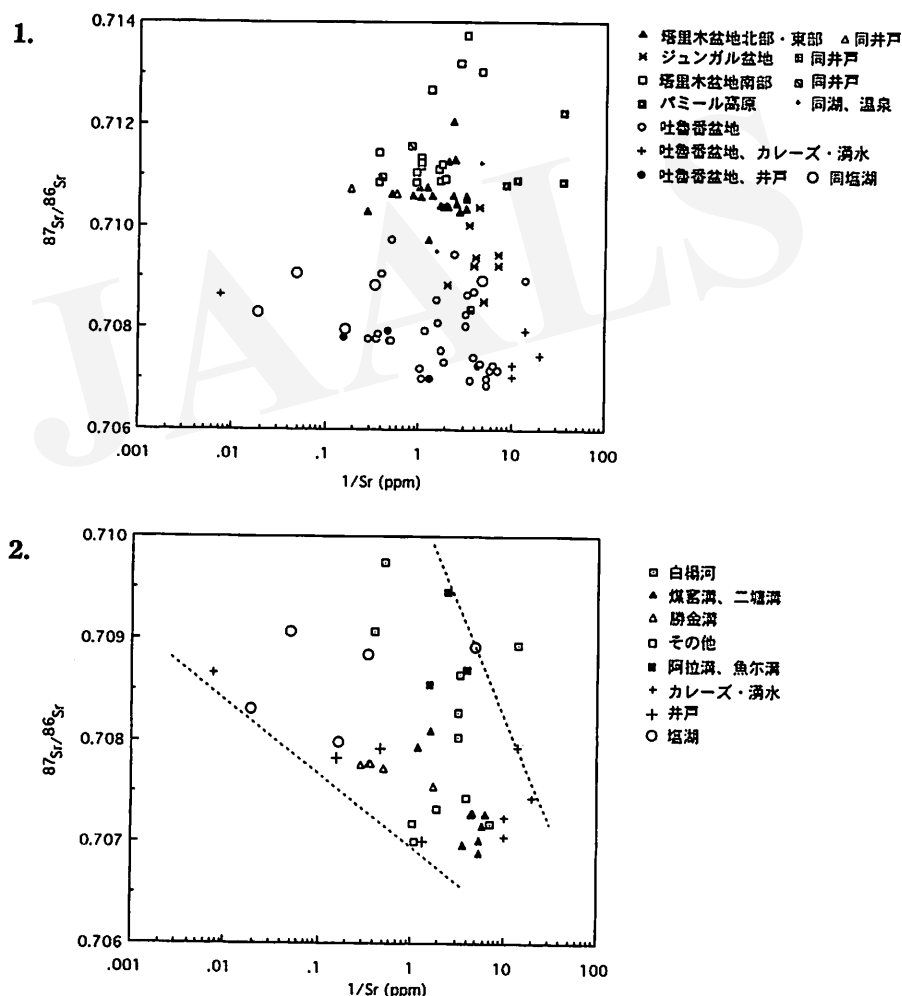 1.
0.714
0.712
0.710
0.708
0.706
87Sr/86Sr
.001 .01 .1 1 10 100
1/Sr (ppm)
塔里木盆地北部・東部 同井戸
ジュンガル盆地 同井戸
塔里木盆地南部 同井戸
パミール高原 同湖、温泉
吐魯番盆地
吐魯番盆地、カレーズ・湧水
吐魯番盆地、井戸 同塩湖
JAALS
2.
0.710
0.709
0.708
0.707
0.706
87Sr/86Sr
.001 .01 .1 1 10 100
1/Sr (ppm)
白楊河
煤窑溝、二塘溝
勝金溝
その他
阿拉溝、魚尔溝
カレーズ・湧水
井戸
塩湖